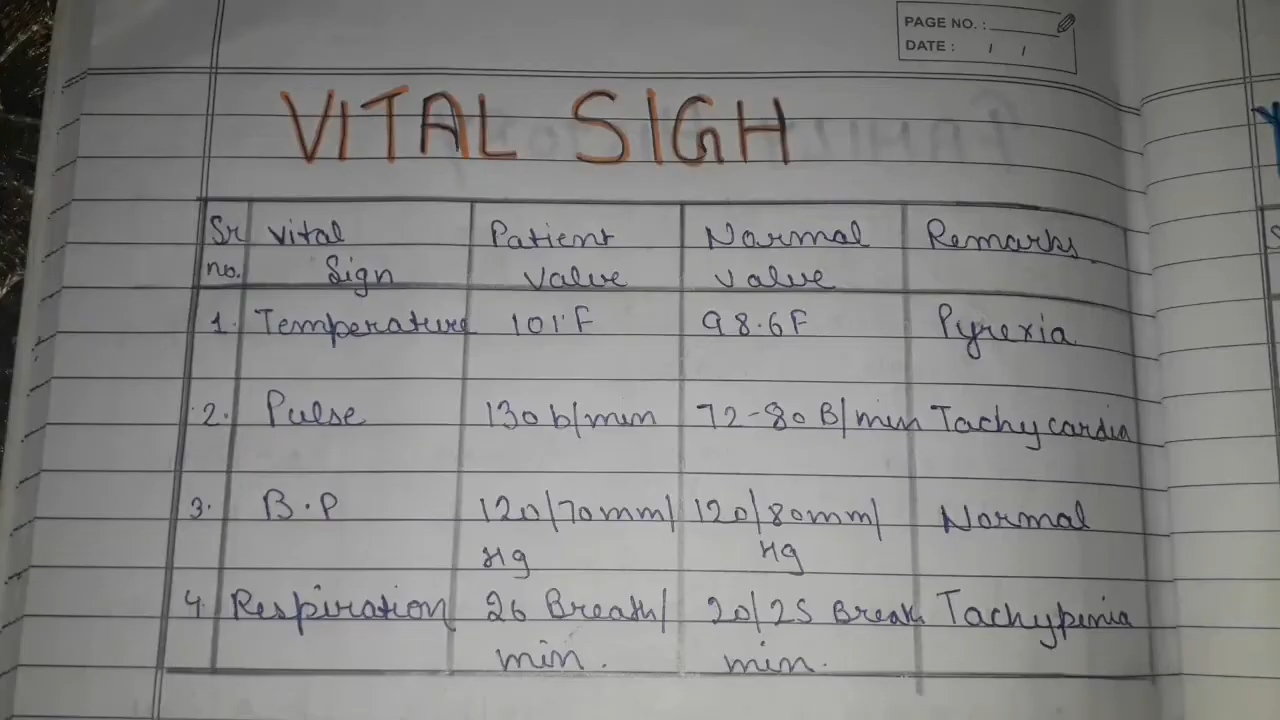 PAGE NO. :
DATE : / /
VITAL SIGH
Sr no. Vital Sign Patient Value Normal Value Remarks
1. Temperature 101°F 98.6F Pyrexia
2. Pulse 130 b/min 72-80 B/min Tachycardia
3. B.P 120/70mm/Hg 120/80mm/Hg Normal
4. Respiration 26 Breath/min. 20/25 Breath min. Tachypenia